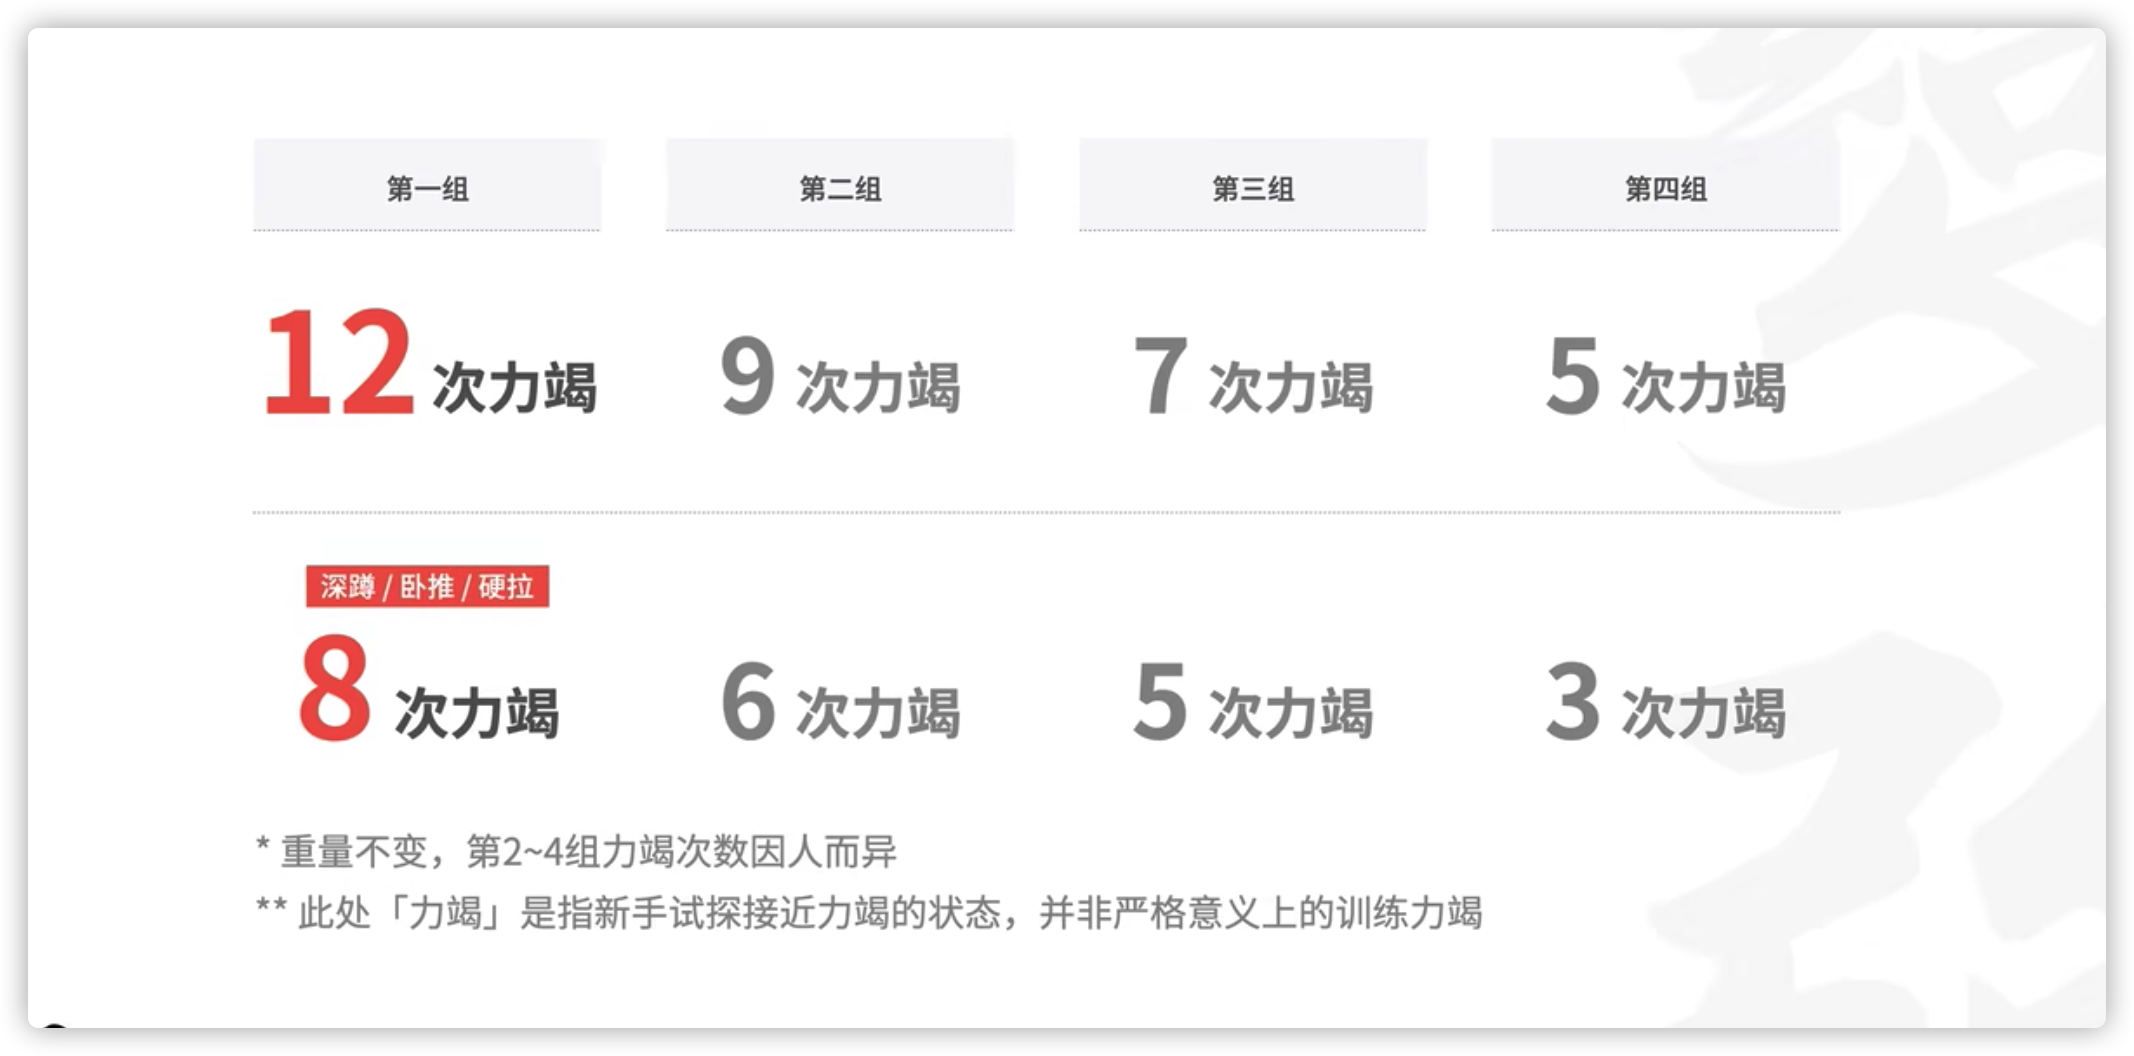 第一组 第二组 第三组 第四组
12 次力竭 9 次力竭 7 次力竭 5 次力竭
深蹲 / 卧推 / 硬拉
8 次力竭 6 次力竭 5 次力竭 3 次力竭
* 重量不变，第2~4组力竭次数因人而异
** 此处「力竭」是指新手试探接近力竭的状态，并非严格意义上的训练力竭